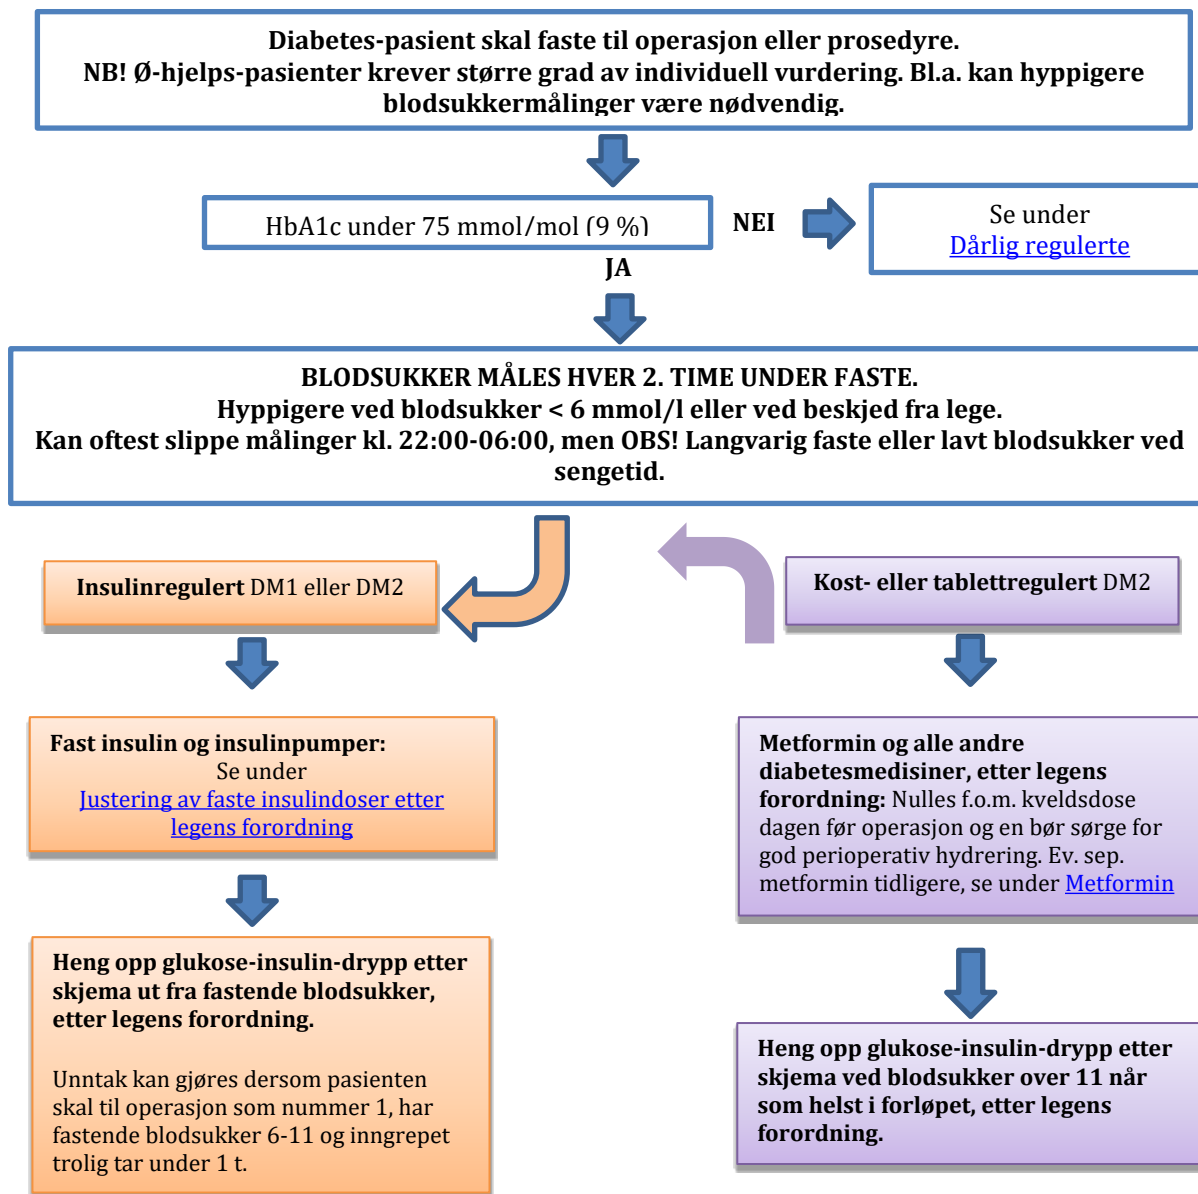 Diabetes-pasient skal faste til operasjon eller prosedyre.
NB! Ø-hjelps-pasienter krever større grad av individuell vurdering. Bl.a. kan hyppigere
blodsukkermålinger være nødvendig.
HbA1c under 75 mmol/mol (9 %)
NEI
Se under
Dårlig regulerte
JA
BLODSUKKER MÅLES HVER 2. TIME UNDER FASTE.
Hyppigere ved blodsukker < 6 mmol/l eller ved beskjed fra lege.
Kan oftest slippe målinger kl. 22:00-06:00, men OBS! Langvarig faste eller lavt blodsukker ved
sengetid.
Insulinregulert DM1 eller DM2
Kost- eller tablettregulert DM2
Fast insulin og insulinpumper:
Se under
Justering av faste insulindoser etter
legens forordning
Metformin og alle andre
diabetesmedisiner, etter legens
forordning: Nulles f.o.m. kveldsdose
dagen før operasjon og en bør sørge for
god perioperativ hydrering. Ev. sep.
metformin tidligere, se under Metformin
Heng opp glukose-insulin-drypp etter
skjema ut fra fastende blodsukker,
etter legens forordning.
Unntak kan gjøres dersom pasienten
skal til operasjon som nummer 1, har
fastende blodsukker 6-11 og inngrepet
trolig tar under 1 t.
Heng opp glukose-insulin-drypp etter
skjema ved blodsukker over 11 når
som helst i forløpet, etter legens
forordning.